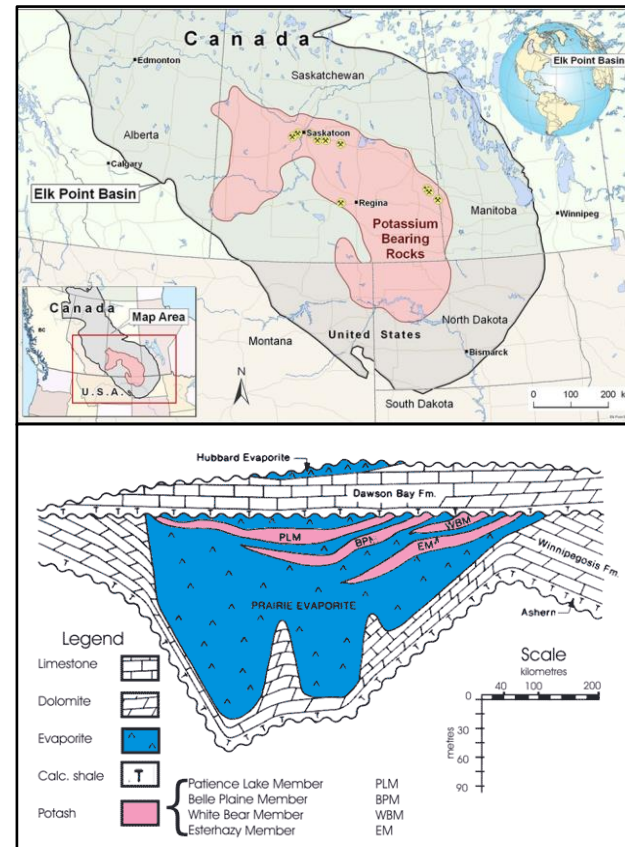 Canada
Elk Point Basin
Edmonton
Saskatchewan
Alberta
Saskatoon
Calgary
Elk Point Basin
Regina
Manitoba
Winnipeg
Potassium
Bearing
Rocks
Canada
Map Area
BC
U.S.A.
N
United States
Montana
North Dakota
Bismarck
South Dakota
0 100 200
Hubbard Evaporite
Dawson Bay Fm.
PLM
BPM
WBM
EM
Winnipegosis Fm.
PRAIRIE EVAPORITE
Ashern
Legend
Limestone
Dolomite
Evaporite
Calc. shale
T
Potash
Patience Lake Member PLM
Belle Plaine Member BPM
White Bear Member WBM
Esterhazy Member EM
Scale
kilometres
0 40 100 200
metres
30
60
90